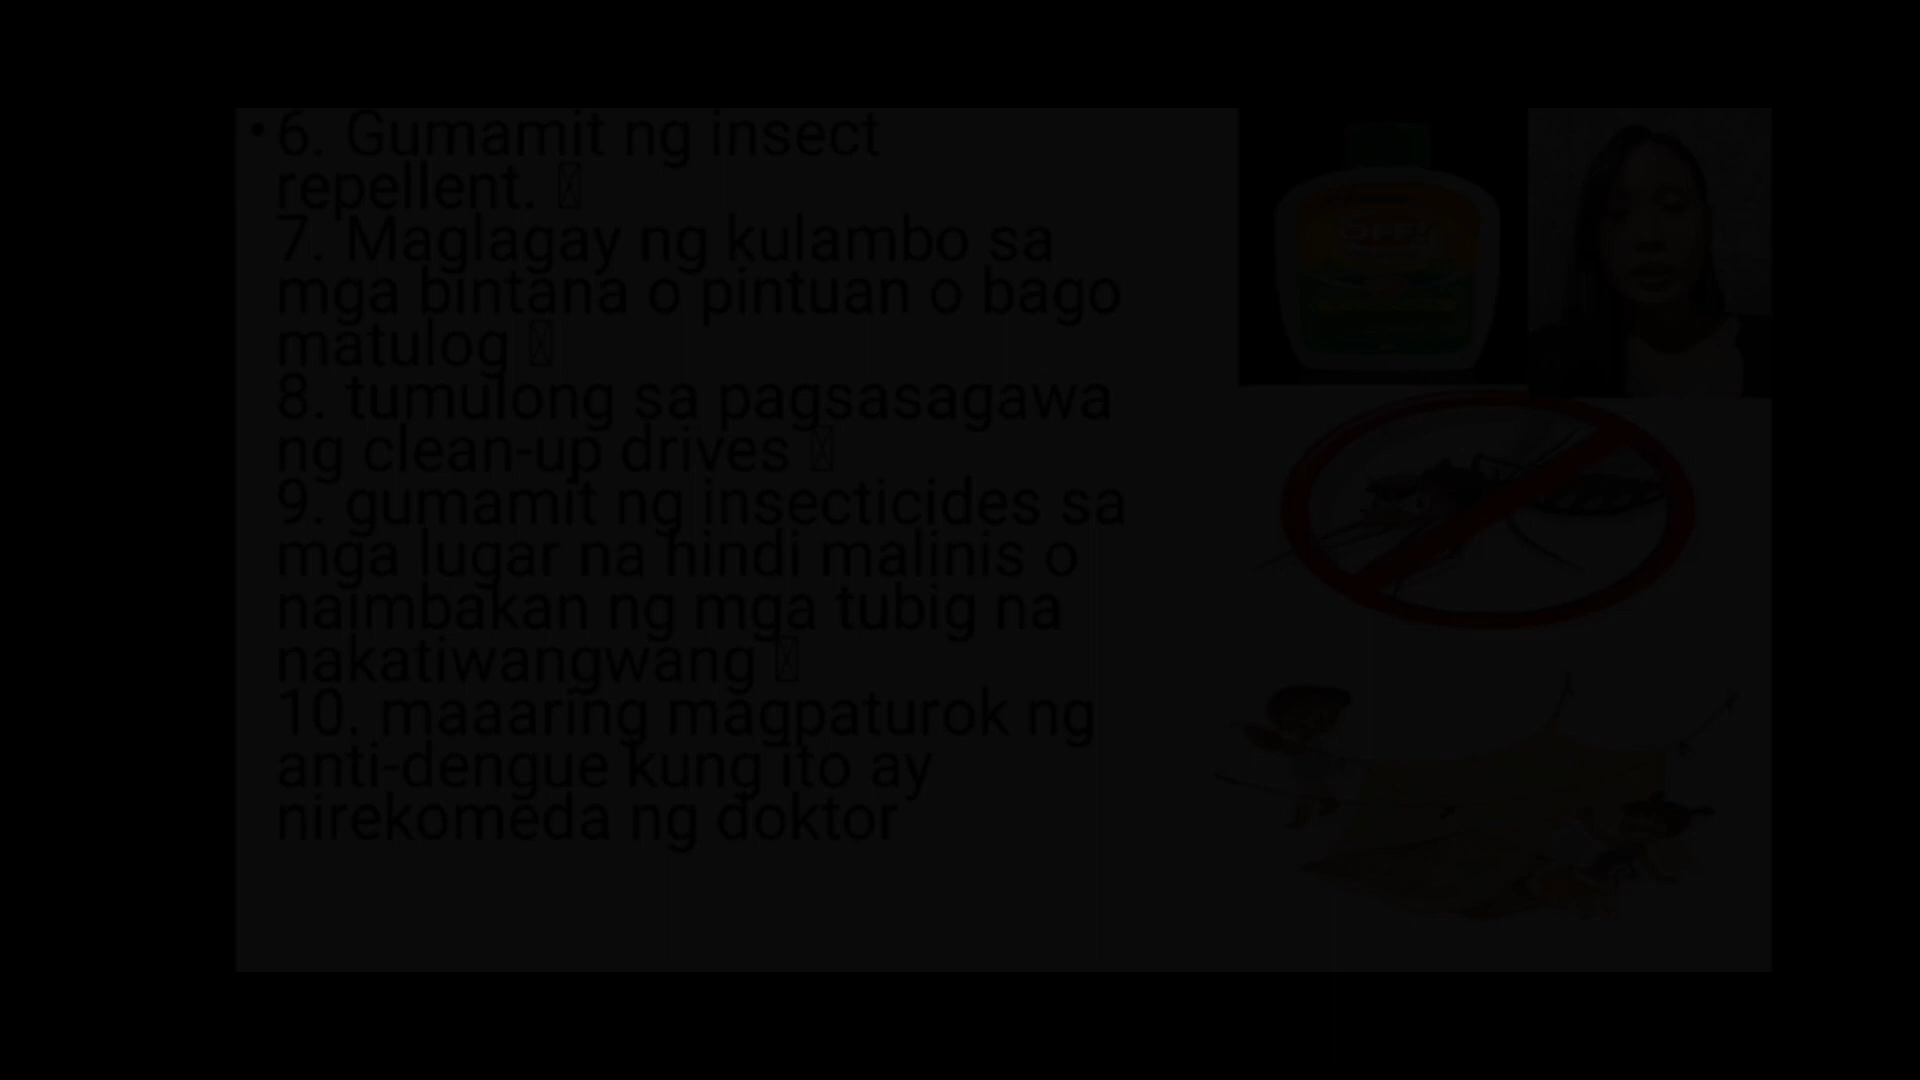 • 6. Gumamit ng insect
repellent.
7. Maglagay ng kulambo sa
mga bintana o pintuan o bago
matulog
8. tumulong sa pagsasagawa
ng clean-up drives
9. gumamit ng insecticides sa
mga lugar na hindi malinis o
naimbakan ng mga tubig na
nakatiwangwang
10. maaaring magpaturok ng
anti-dengue kung ito ay
nirekomeda ng doktor
OFF!